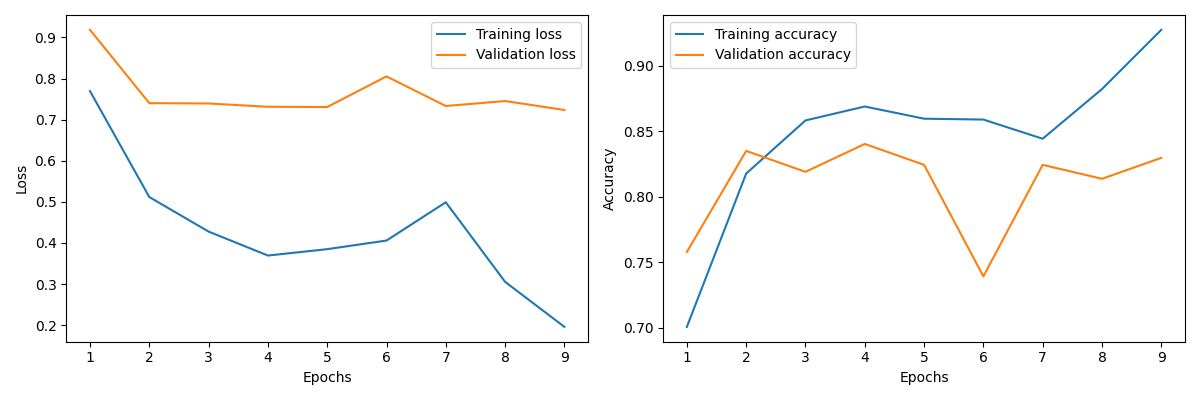 Training loss
Validation loss
0.9
0.8
0.7
0.6
0.5
0.4
0.3
0.2
Loss
1 2 3 4 5 6 7 8 9
Epochs
Training accuracy
Validation accuracy
0.90
0.85
0.80
0.75
0.70
Accuracy
1 2 3 4 5 6 7 8 9
Epochs